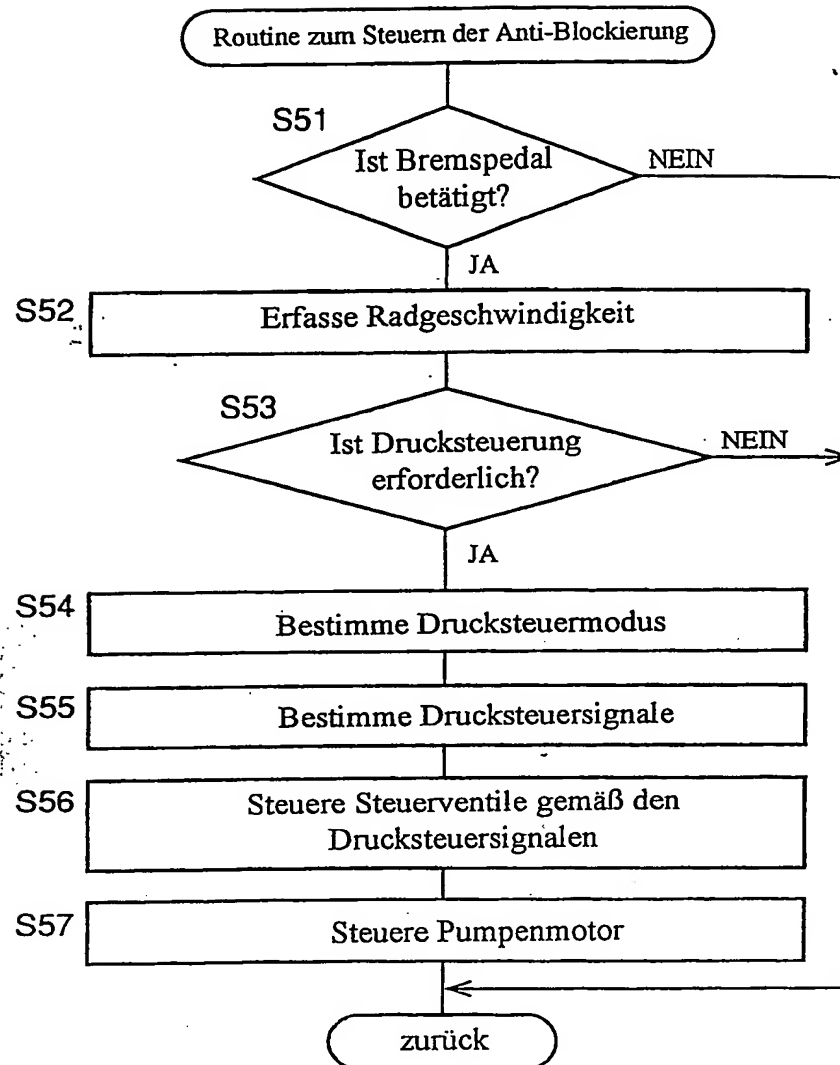 Routine zum Steuern der Anti-Blockierung
S51
Ist Bremspedal
betätigt?
NEIN
JA
S52
Erfasse Radgeschwindigkeit
S53
Ist Drucksteuerung
erforderlich?
NEIN
JA
S54
Bestimme Drucksteuermodus
S55
Bestimme Drucksteuersignale
S56
Steuere Steuerventile gemäß den
Drucksteuersignalen
S57
Steuere Pumpenmotor
zurück